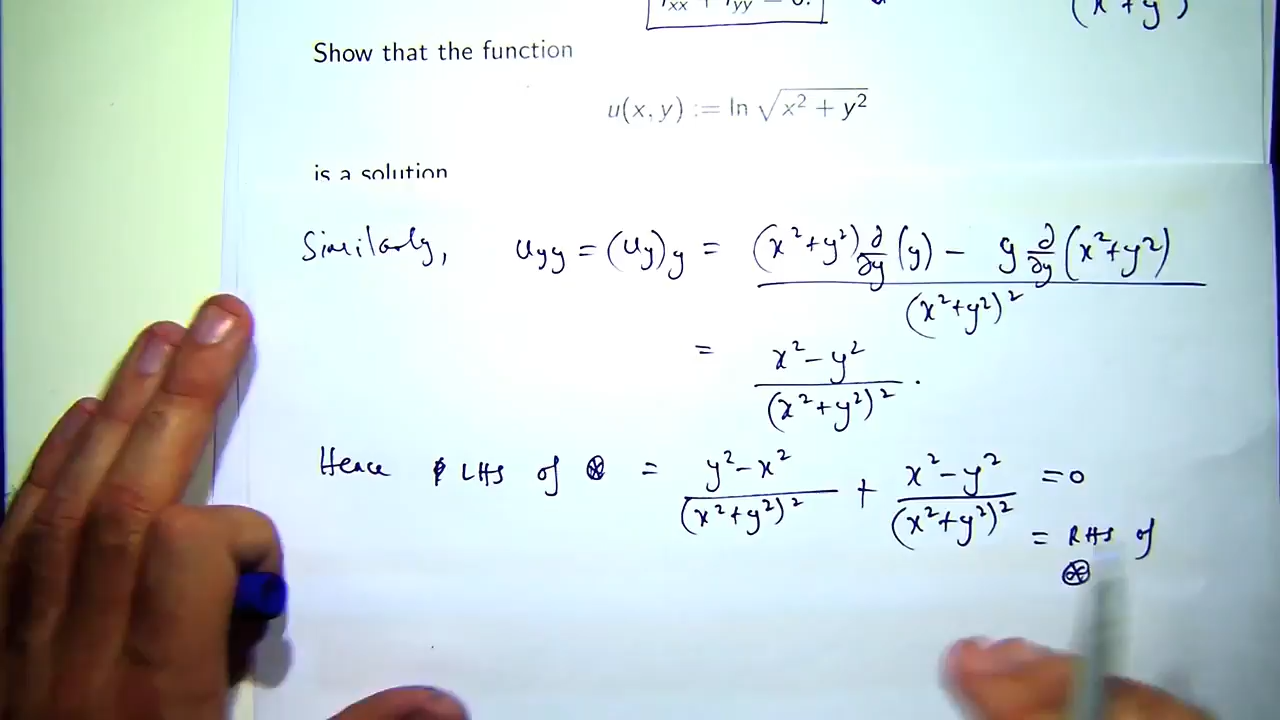 (x²+y²)
Show that the function
u(x, y) := ln √(x² + y²)
is a solution
Similarly, u_yy = (u_y)_y = ((x²+y²) ∂/∂y (y) − y ∂/∂y (x²+y²)) / (x²+y²)²
= (x²−y²) / (x²+y²)² .
Hence LHS of ⊛ = (y²−x²) / (x²+y²)² + (x²−y²) / (x²+y²)² = 0
= RHS of
⊛